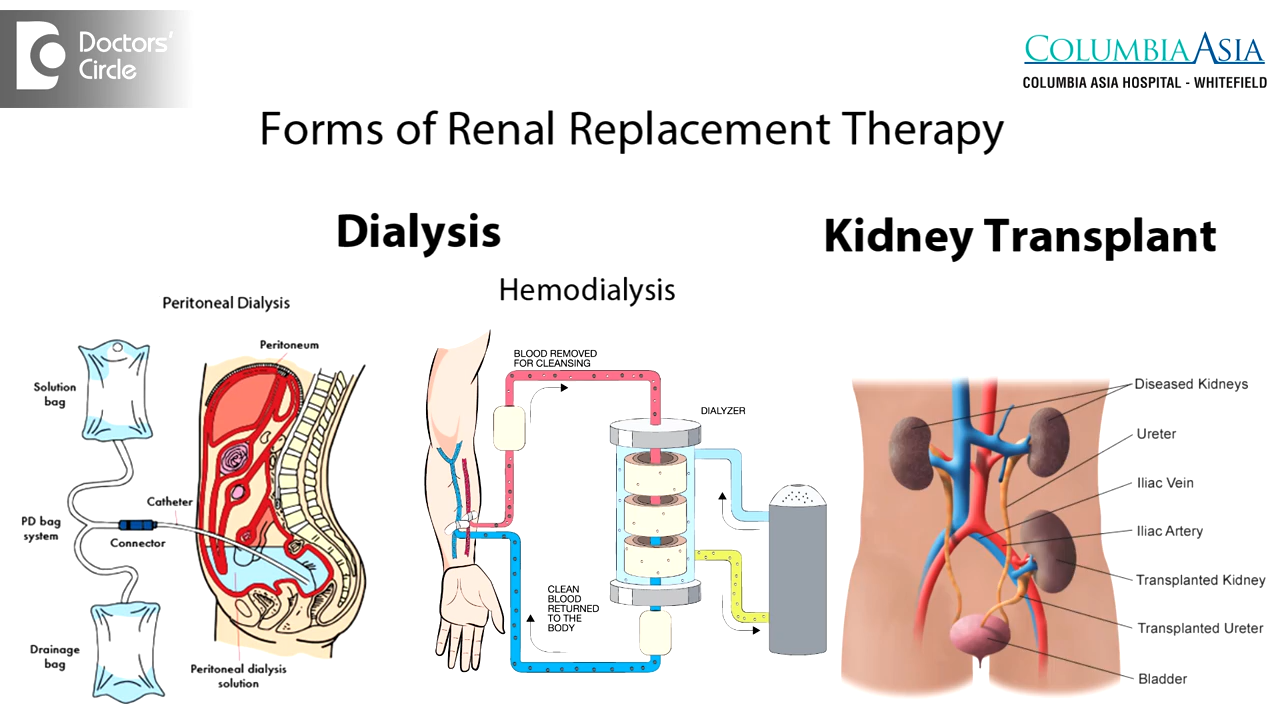 Doctors'
Circle
COLUMBIA ASIA
COLUMBIA ASIA HOSPITAL - WHITEFIELD
Forms of Renal Replacement Therapy
Dialysis
Kidney Transplant
Peritoneal Dialysis
Hemodialysis
Peritoneum
Solution
bag
Catheter
PD bag
system
Connector
Drainage
bag
Peritoneal dialysis
solution
BLOOD REMOVED
FOR CLEANSING
DIALYZER
CLEAN
BLOOD
RETURNED
TO THE
BODY
Diseased Kidneys
Ureter
Iliac Vein
Iliac Artery
Transplanted Kidney
Transplanted Ureter
Bladder